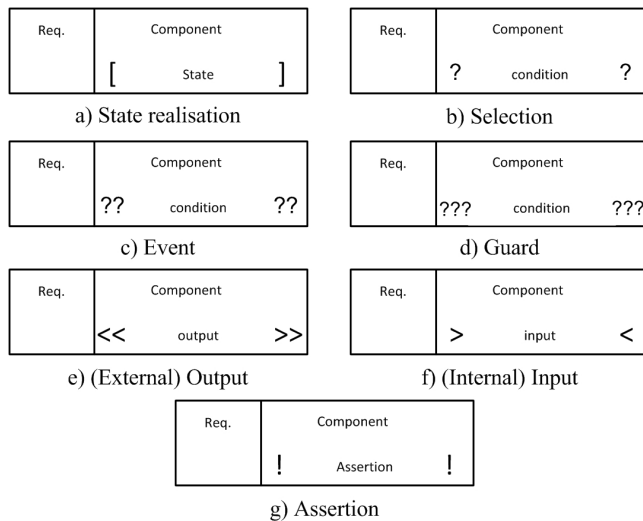 Req. Component Req. Component
[ State ] ? condition ?
a) State realisation b) Selection
Req. Component Req. Component
?? condition ?? ??? condition ???
c) Event d) Guard
Req. Component Req. Component
<< output >> > input <
e) (External) Output f) (Internal) Input
Req. Component
! Assertion !
g) Assertion